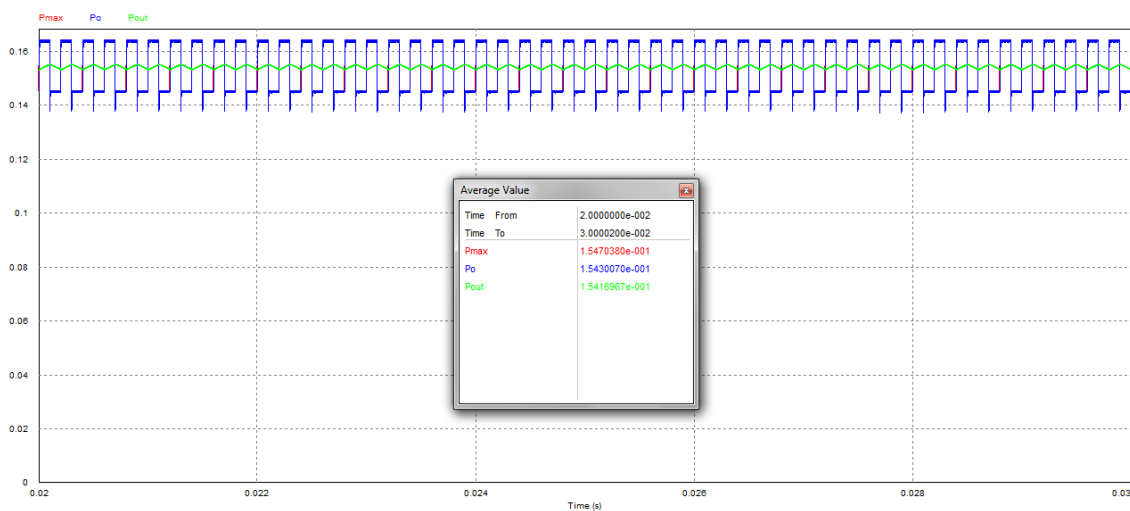 Pmax Po Pout
0.16
0.14
0.12
0.1
0.08
0.06
0.04
0.02
0
0.02 0.022 0.024 0.026 0.028 0.03
Time (s)
Average Value
Time From 2.0000000e-002
Time To 3.0000200e-002
Pmax 1.5470380e-001
Po 1.5430070e-001
Pout 1.5416967e-001